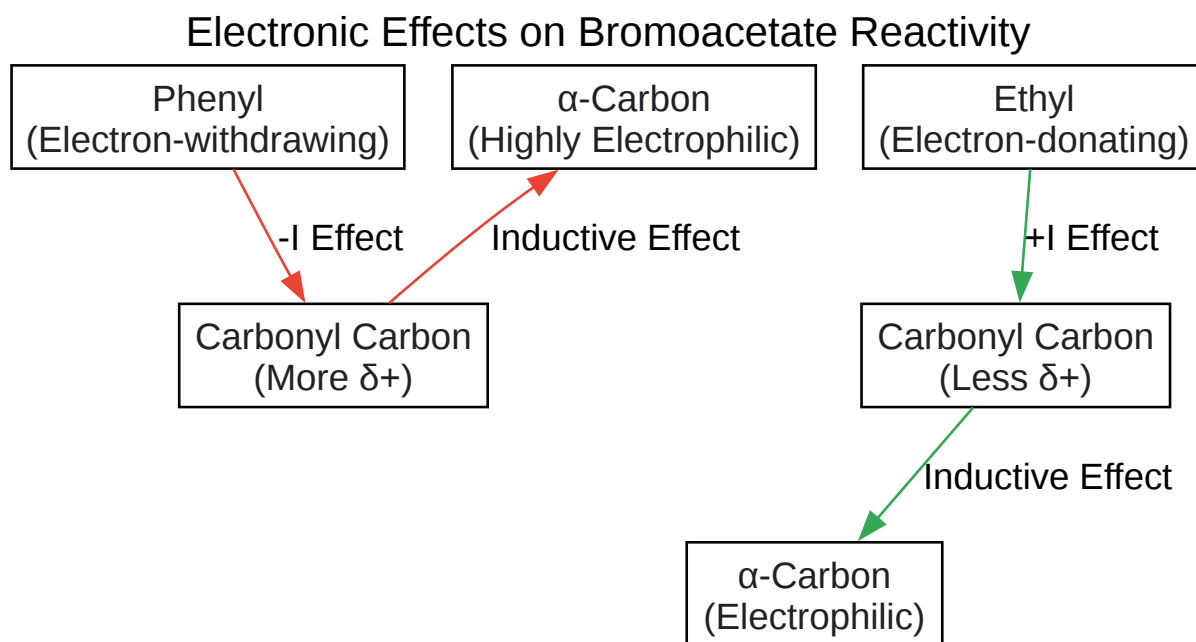 Electronic Effects on Bromoacetate Reactivity
Phenyl
(Electron-withdrawing)
α-Carbon
(Highly Electrophilic)
Ethyl
(Electron-donating)
-I Effect
Inductive Effect
+I Effect
Carbonyl Carbon
(More δ+)
Carbonyl Carbon
(Less δ+)
Inductive Effect
α-Carbon
(Electrophilic)